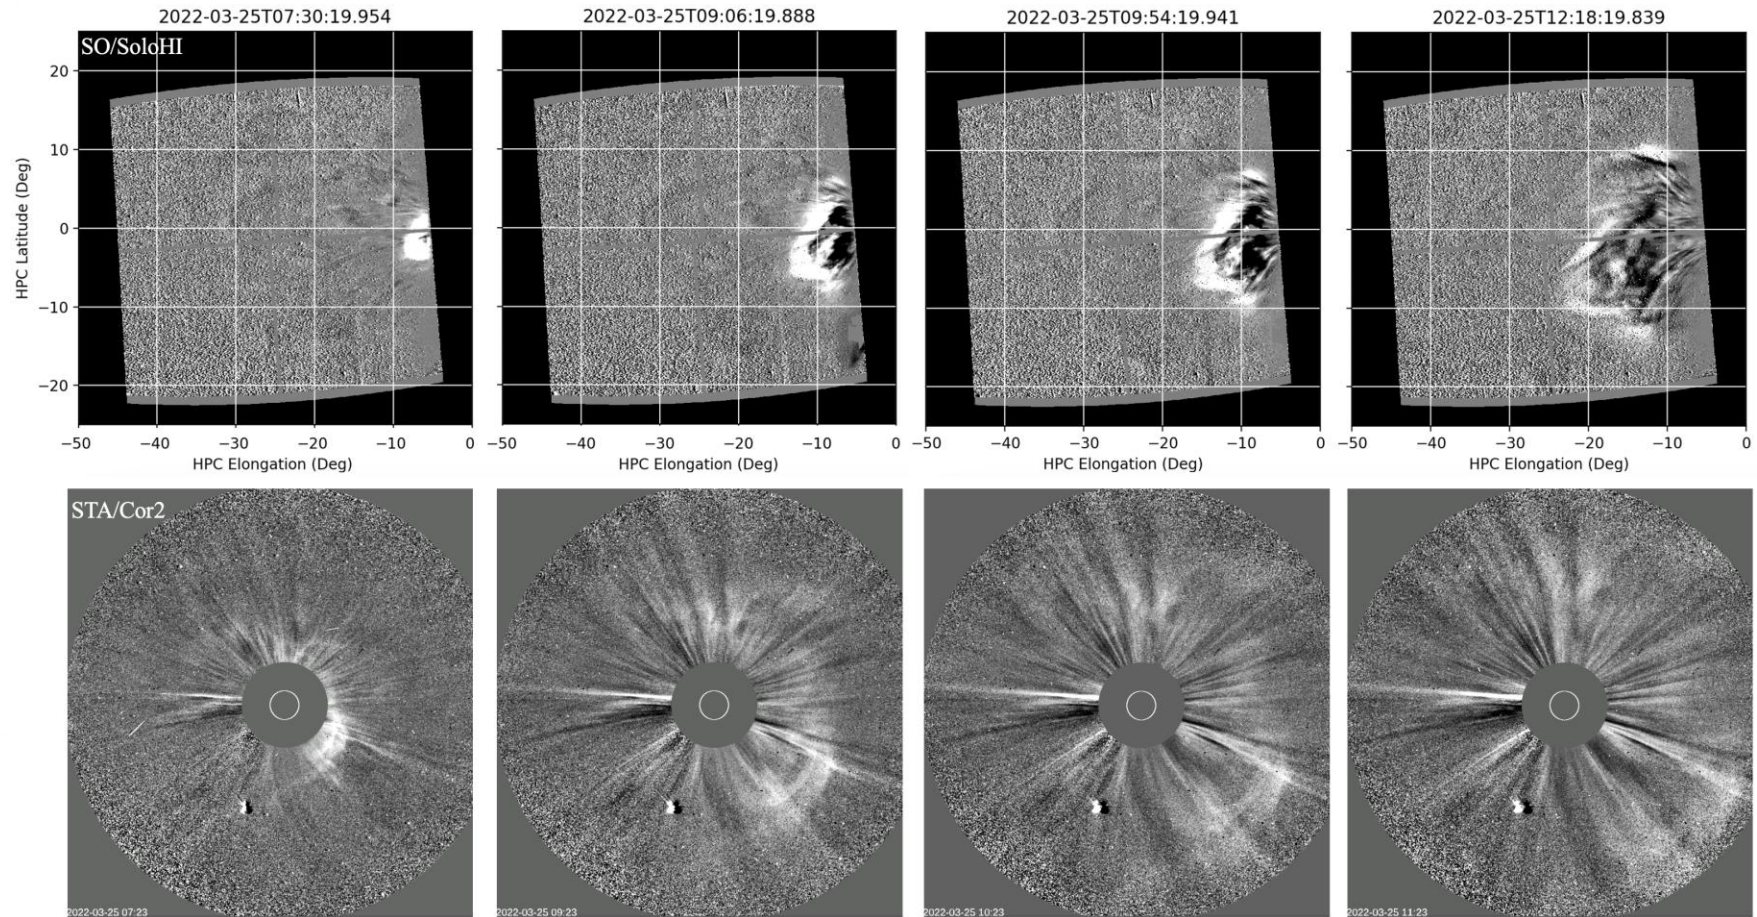 2022-03-25T07:30:19.954
2022-03-25T09:06:19.888
2022-03-25T09:54:19.941
2022-03-25T12:18:19.839
SO/SoloHI
20
10
0
−10
−20
HPC Latitude (Deg)
−50 −40 −30 −20 −10 0
HPC Elongation (Deg)
−50 −40 −30 −20 −10 0
HPC Elongation (Deg)
−50 −40 −30 −20 −10 0
HPC Elongation (Deg)
−50 −40 −30 −20 −10 0
HPC Elongation (Deg)
STA/Cor2
2022-03-25 07:23
2022-03-25 09:23
2022-03-25 10:23
2022-03-25 11:23